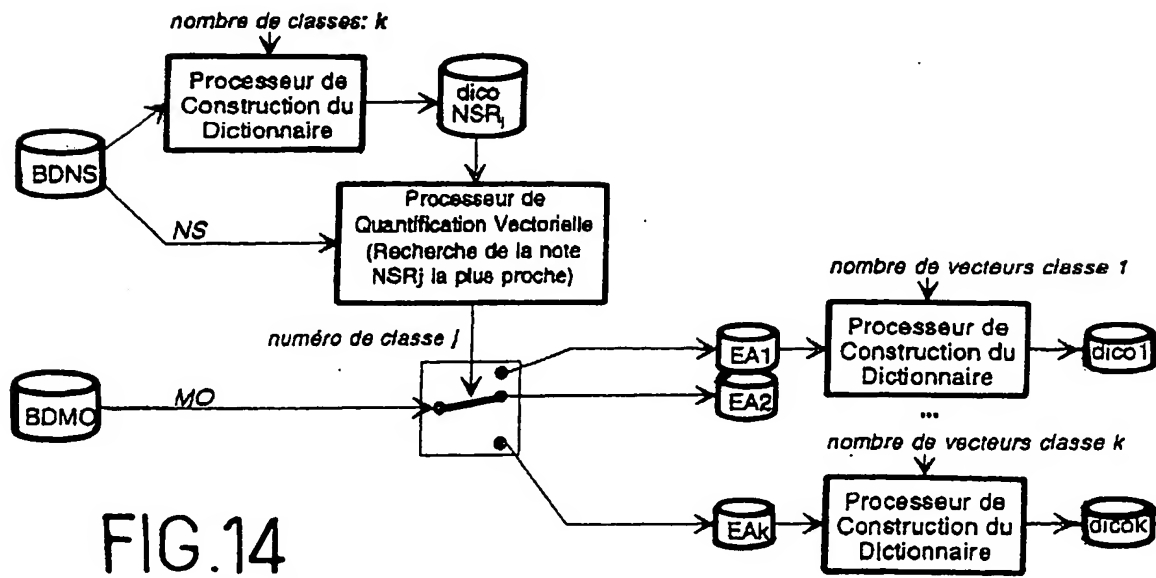 nombre de classes: k
Processeur de
Construction du
Dictionnaire
dico
NSRj
BDNS
NS
Processeur de
Quantification Vectorielle
(Recherche de la note
NSRj la plus proche)
numéro de classe j
BDMO
MO
EA1
EA2
EAk
nombre de vecteurs classe 1
Processeur de
Construction du
Dictionnaire
dico1
...
nombre de vecteurs classe k
Processeur de
Construction du
Dictionnaire
dicok
FIG.14